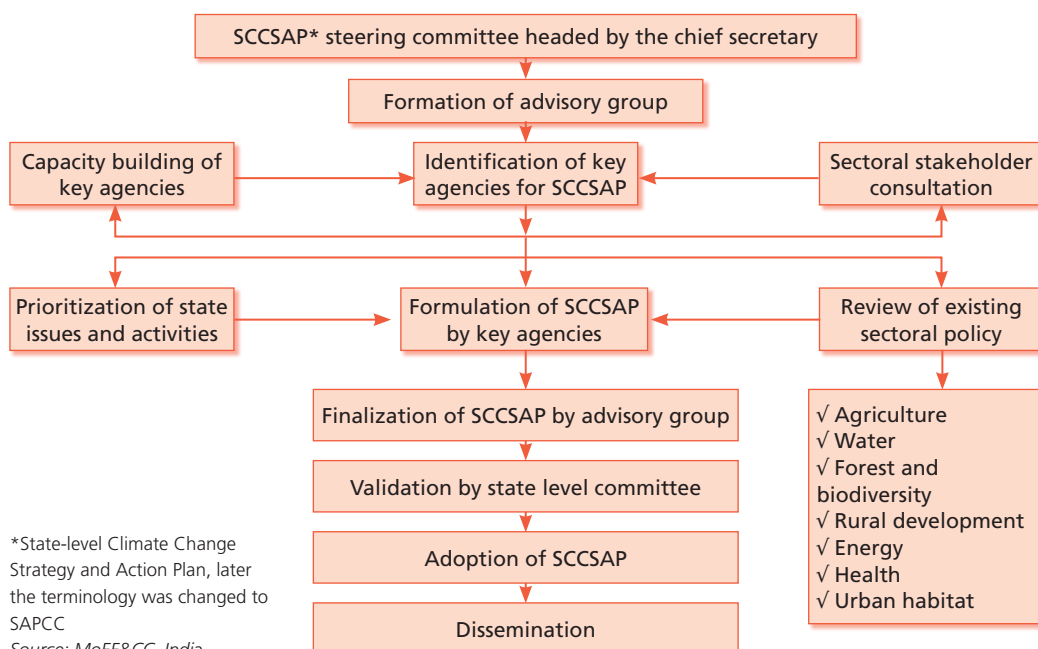 SCCSAP* steering committee headed by the chief secretary
Formation of advisory group
Capacity building of
key agencies
Identification of key
agencies for SCCSAP
Sectoral stakeholder
consultation
Prioritization of state
issues and activities
Formulation of SCCSAP
by key agencies
Review of existing
sectoral policy
Finalization of SCCSAP by advisory group
Validation by state level committee
Adoption of SCCSAP
Dissemination
√ Agriculture
√ Water
√ Forest and
biodiversity
√ Rural development
√ Energy
√ Health
√ Urban habitat
*State-level Climate Change
Strategy and Action Plan, later
the terminology was changed to
SAPCC
Source: MoEF&CC, India